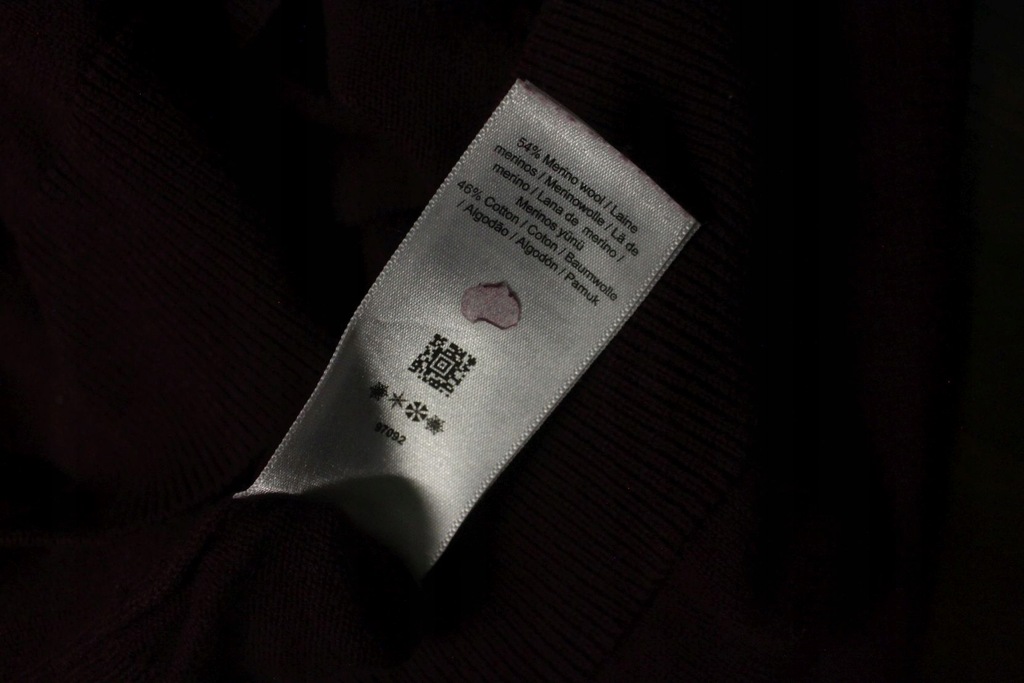 54% Merino wool / Laine
merinos / Merinowolle / Lã de
merino / Lana de merino /
Merinos yünü
46% Cotton / Coton / Baumwolle
/ Algodão / Algodón / Pamuk
97092